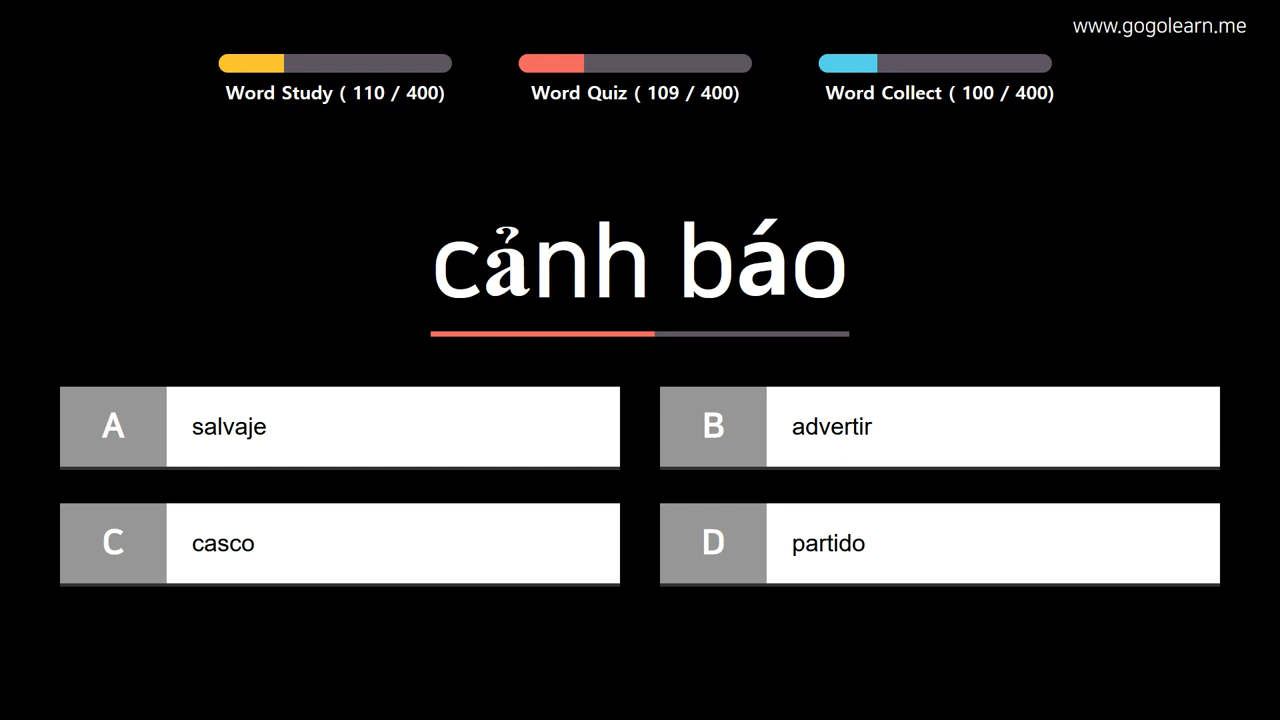 www.gogolearn.me
Word Study ( 110 / 400)
Word Quiz ( 109 / 400)
Word Collect ( 100 / 400)
cảnh báo
A salvaje
B advertir
C casco
D partido